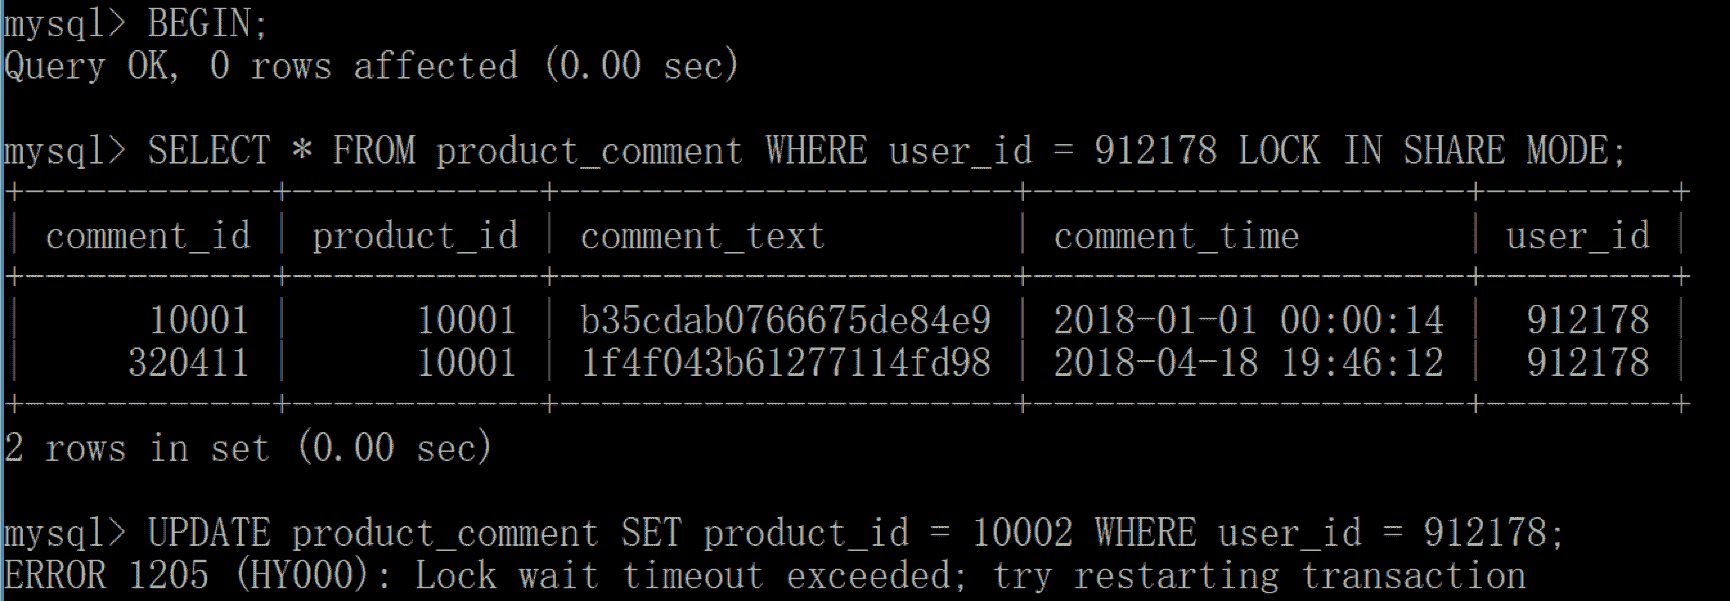 mysql> BEGIN;
Query OK, 0 rows affected (0.00 sec)
mysql> SELECT * FROM product_comment WHERE user_id = 912178 LOCK IN SHARE MODE;
+------------+------------+----------------------+---------------------+---------+
| comment_id | product_id | comment_text         | comment_time        | user_id |
+------------+------------+----------------------+---------------------+---------+
|      10001 |      10001 | b35cdab0766675de84e9 | 2018-01-01 00:00:14 |  912178 |
|     320411 |      10001 | 1f4f043b61277114fd98 | 2018-04-18 19:46:12 |  912178 |
+------------+------------+----------------------+---------------------+---------+
2 rows in set (0.00 sec)
mysql> UPDATE product_comment SET product_id = 10002 WHERE user_id = 912178;
ERROR 1205 (HY000): Lock wait timeout exceeded; try restarting transaction